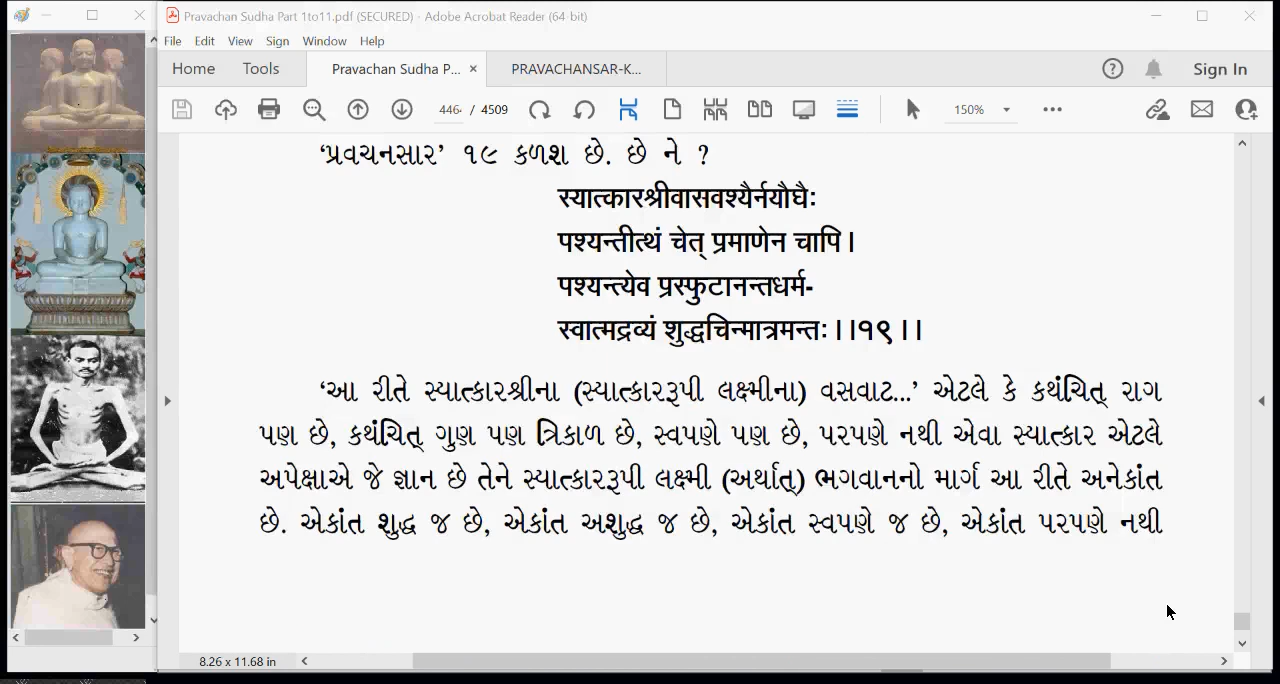 Pravachan Sudha Part 1to11.pdf (SECURED) - Adobe Acrobat Reader (64-bit)
File Edit View Sign Window Help
Home Tools Pravachan Sudha P... × PRAVACHANSAR-K... Sign In
446 / 4509 150%
‘પ્રવચનસાર’ ૧૯ કળશ છે. છે ને ?
स्यात्कारश्रीवासवश्यैर्नयौघैः
पश्यन्तीत्थं चेत् प्रमाणेन चापि।
पश्यन्त्येव प्रस्फुटानन्तधर्म-
स्वात्मद्रव्यं शुद्धचिन्मात्रमन्तः।।१९।।
‘આ રીતે સ્યાત્કારશ્રીના (સ્યાત્કારરૂપી લક્ષ્મીના) વસવાટ...’ એટલે કે કથંચિત્ રાગ
પણ છે, કથંચિત્ ગુણ પણ ત્રિકાળ છે, સ્વપણે પણ છે, પરપણે નથી એવા સ્યાત્કાર એટલે
અપેક્ષાએ જે જ્ઞાન છે તેને સ્યાત્કારરૂપી લક્ષ્મી (અર્થાત્) ભગવાનનો માર્ગ આ રીતે અનેકાંત
છે. એકાંત શુદ્ધ જ છે, એકાંત અશુદ્ધ જ છે, એકાંત સ્વપણે જ છે, એકાંત પરપણે નથી
8.26 x 11.68 in